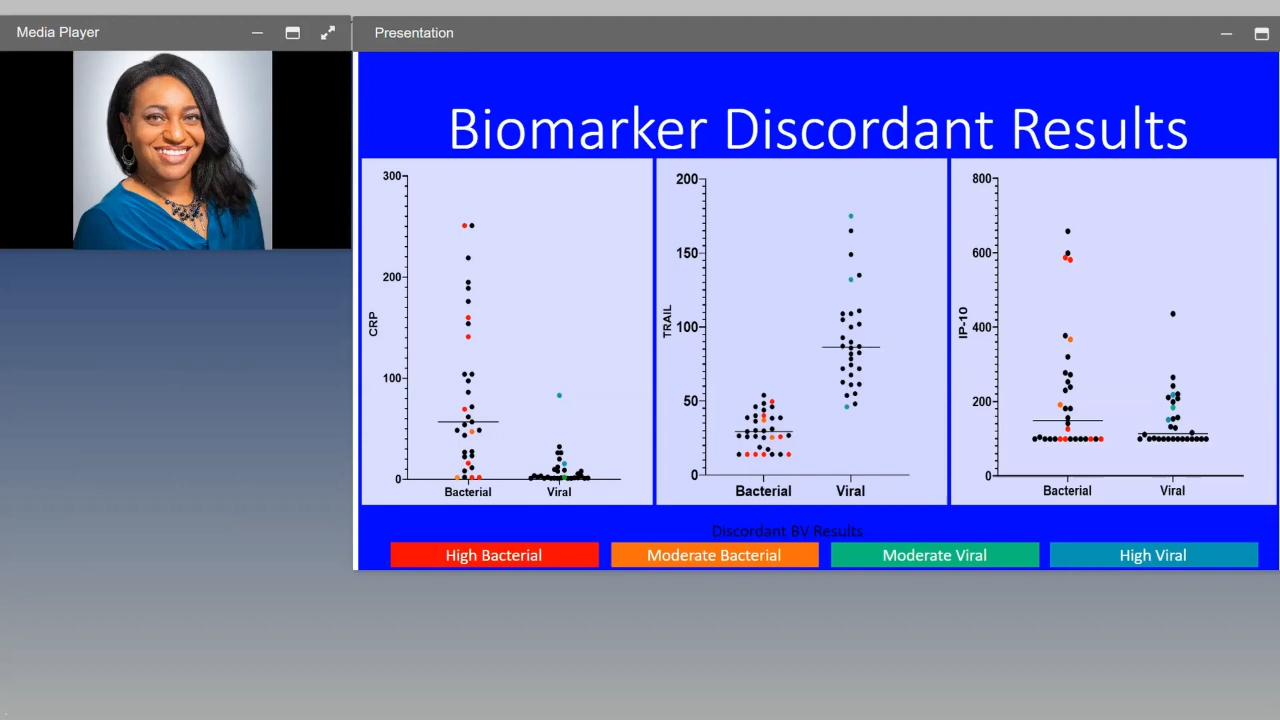 Media Player
Presentation
Biomarker Discordant Results
300
200
100
0
CRP
Bacterial
Viral
200
150
100
50
0
TRAIL
Bacterial
Viral
800
600
400
200
0
IP-10
Bacterial
Viral
Discordant BV Results
High Bacterial
Moderate Bacterial
Moderate Viral
High Viral